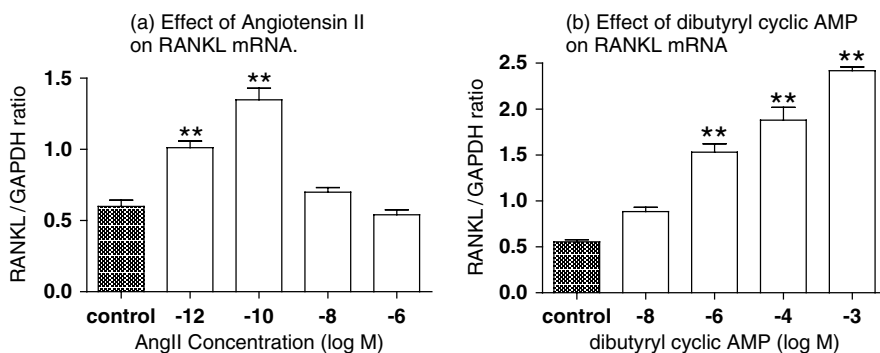 (a) Effect of Angiotensin II
on RANKL mRNA.
RANKL/GAPDH ratio
1.5
1.0
0.5
0.0
**
**
control -12 -10 -8 -6
AngII Concentration (log M)
(b) Effect of dibutyryl cyclic AMP
on RANKL mRNA
RANKL/GAPDH ratio
2.5
2.0
1.5
1.0
0.5
0.0
**
**
**
control -8 -6 -4 -3
dibutyryl cyclic AMP (log M)